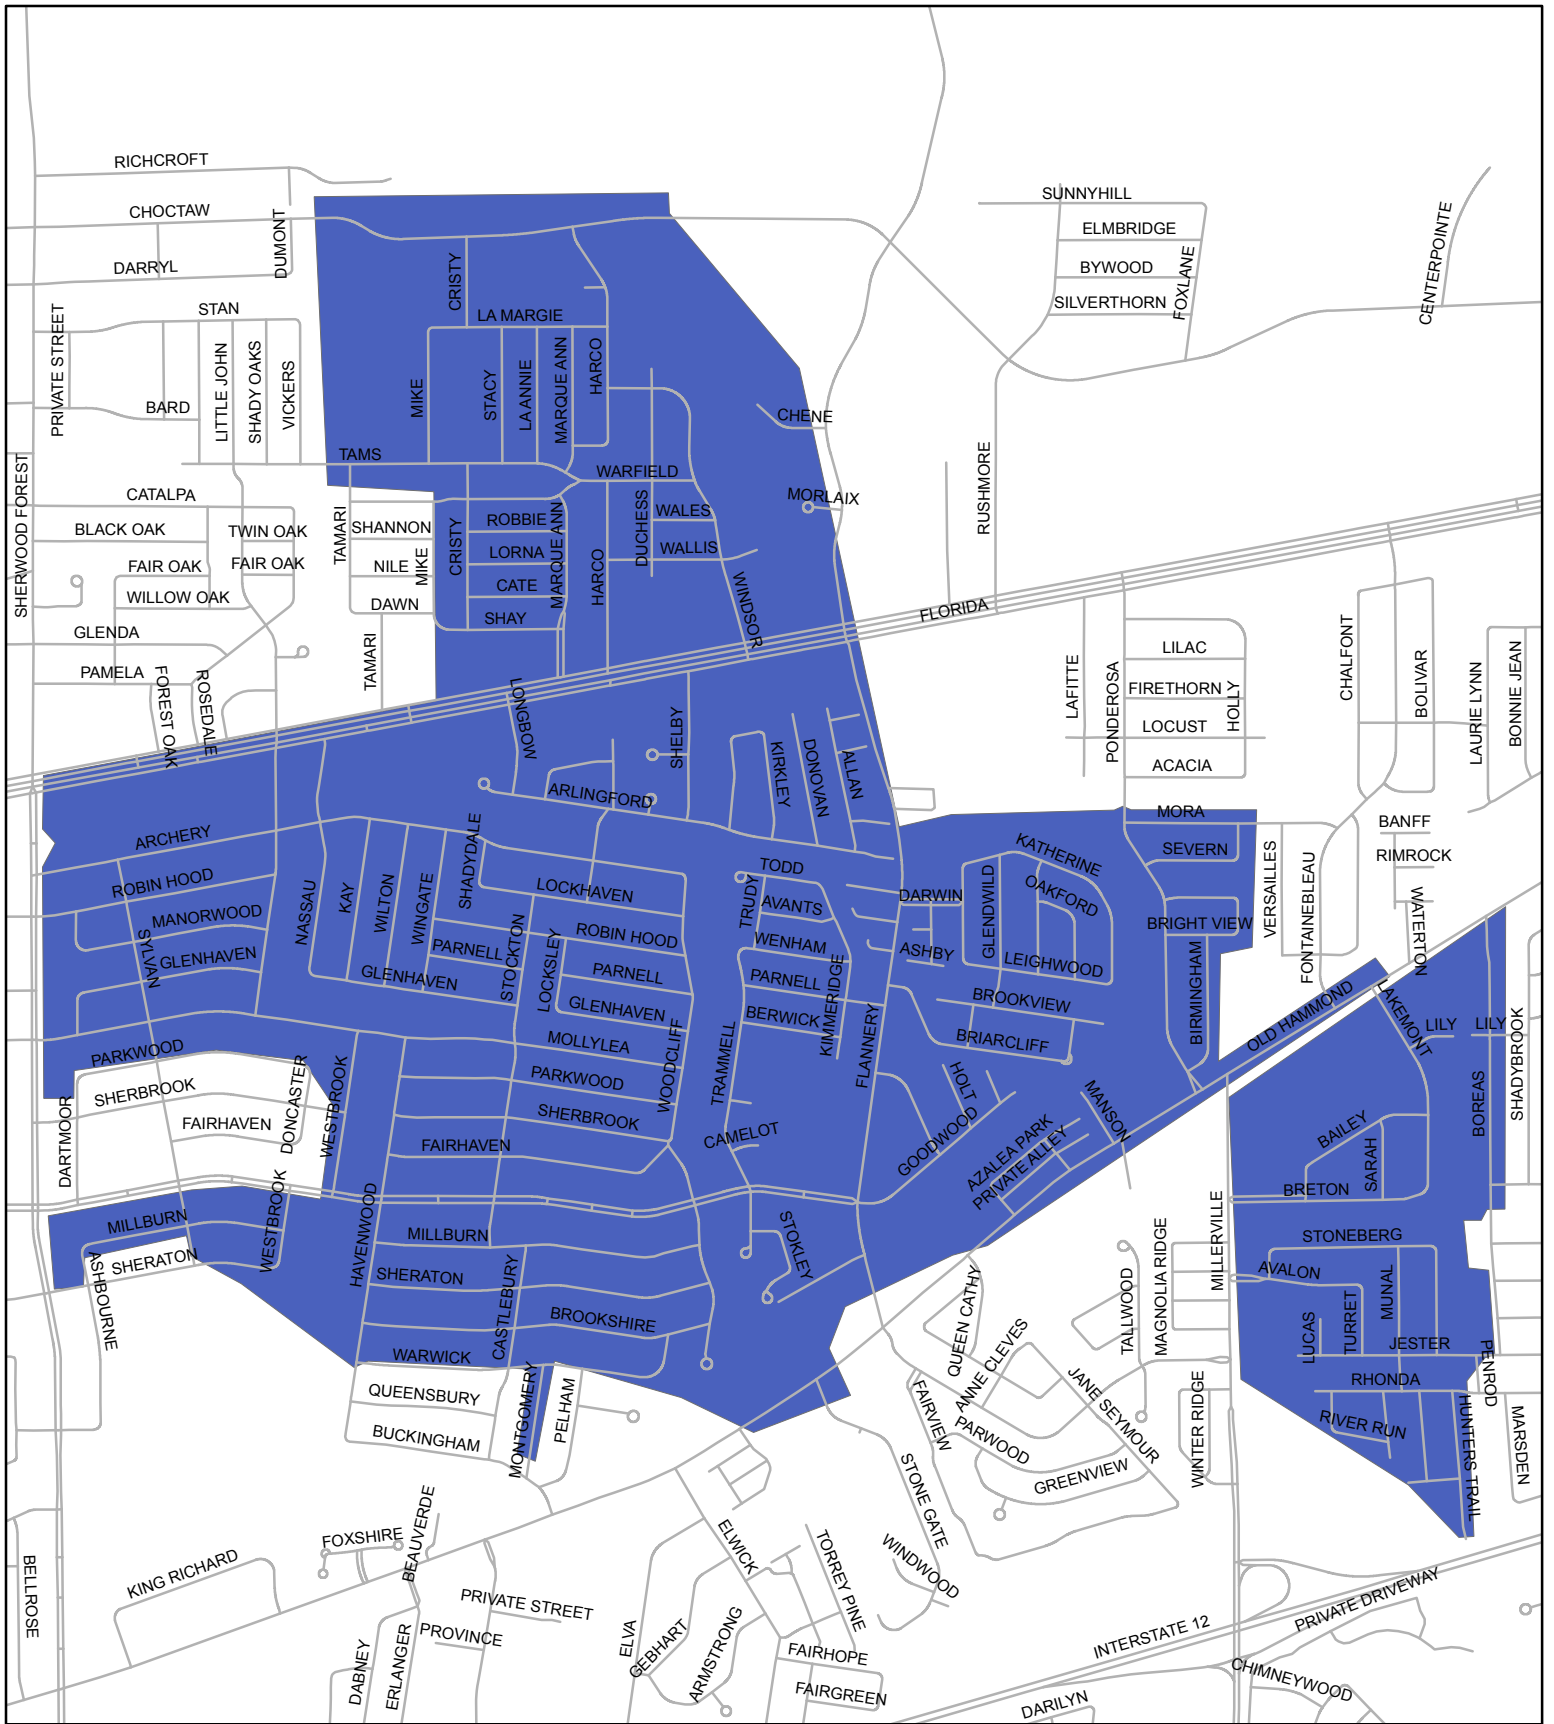 RICHCROFT
CHOCTAW
DUMONT
DARRYL
SUNNYHILL
ELMBRIDGE
BYWOOD
SILVERTHORN
FOXLANE
CENTERPOINTE
CRISTY
STAN
LA MARGIE
PRIVATE STREET
LITTLE JOHN
SHADY OAKS
VICKERS
BARD
MIKE
STACY
LA ANNIE
MARQUE ANN
HARCO
CHENE
TAMS
WARFIELD
RUSHMORE
SHERWOOD FOREST
CATALPA
MORLAIX
BLACK OAK
TWIN OAK
TAMARI
SHANNON
ROBBIE
MARQUE ANN
DUCHESS
WALES
CRISTY
LORNA
WALLIS
FAIR OAK
FAIR OAK
NILE
MIKE
CATE
HARCO
WILLOW OAK
DAWN
SHAY
WINDSOR
FLORIDA
GLENDA
TAMARI
LILAC
PAMELA
FOREST OAK
ROSEDALE
LONGBOW
LAFITTE
PONDEROSA
FIRETHORN
HOLLY
CHALFONT
BOLIVAR
LAURIE LYNN
BONNIE JEAN
LOCUST
SHELBY
KIRKLEY
DONOVAN
ALLAN
ACACIA
ARLINGFORD
MORA
ARCHERY
SHADYDALE
BANFF
SEVERN
RIMROCK
TODD
KATHERINE
ROBIN HOOD
NASSAU
KAY
WILTON
WINGATE
LOCKHAVEN
TRUDY
AVANTS
DARWIN
GLENDWILD
OAKFORD
VERSAILLES
FONTAINEBLEAU
WATERTON
MANORWOOD
ROBIN HOOD
BRIGHT VIEW
SYLVAN
GLENHAVEN
PARNELL
STOCKTON
LOCKSLEY
WENHAM
ASHBY
LEIGHWOOD
GLENHAVEN
PARNELL
PARNELL
KIMMERIDGE
BIRMINGHAM
GLENHAVEN
BERWICK
BROOKVIEW
OLD HAMMOND
LAKEMONT
LILY
LILY
SHADYBROOK
MOLLYLEA
WOODCLIFF
TRAMMELL
FLANNERY
BRIARCLIFF
PARKWOOD
PARKWOOD
HOLT
SHERBROOK
DONCASTER
WESTBROOK
SHERBROOK
MANSON
BOREAS
DARTMOOR
FAIRHAVEN
FAIRHAVEN
CAMELOT
GOODWOOD
AZALEA PARK
PRIVATE ALLEY
BAILEY
SARAH
BRETON
WESTBROOK
HAVENWOOD
MILLBURN
MILLBURN
STOKLEY
STONEBERG
MILLERVILLE
MAGNOLIA RIDGE
TALLWOOD
AVALON
ASHBOURNE
SHERATON
SHERATON
CASTLEBURY
QUEEN CATHY
MUNAL
LUCAS
TURRET
BROOKSHIRE
ANNE CLEVES
JESTER
PENROD
WARWICK
QUEENSBURY
MONTGOMERY
PELHAM
FAIRVIEW
JANE SEYMOUR
RHONDA
WINTER RIDGE
RIVER RUN
HUNTERS TRAIL
MARSDEN
BUCKINGHAM
PARWOOD
STONE GATE
GREENVIEW
BEAUVERDE
ELWICK
TORREY PINE
WINDWOOD
FOXSHIRE
BELLROSE
KING RICHARD
PRIVATE STREET
PRIVATE DRIVEWAY
PROVINCE
ELVA
GEBHART
ARMSTRONG
INTERSTATE 12
DABNEY
ERLANGER
FAIRHOPE
CHIMNEYWOOD
FAIRGREEN
DARILYN